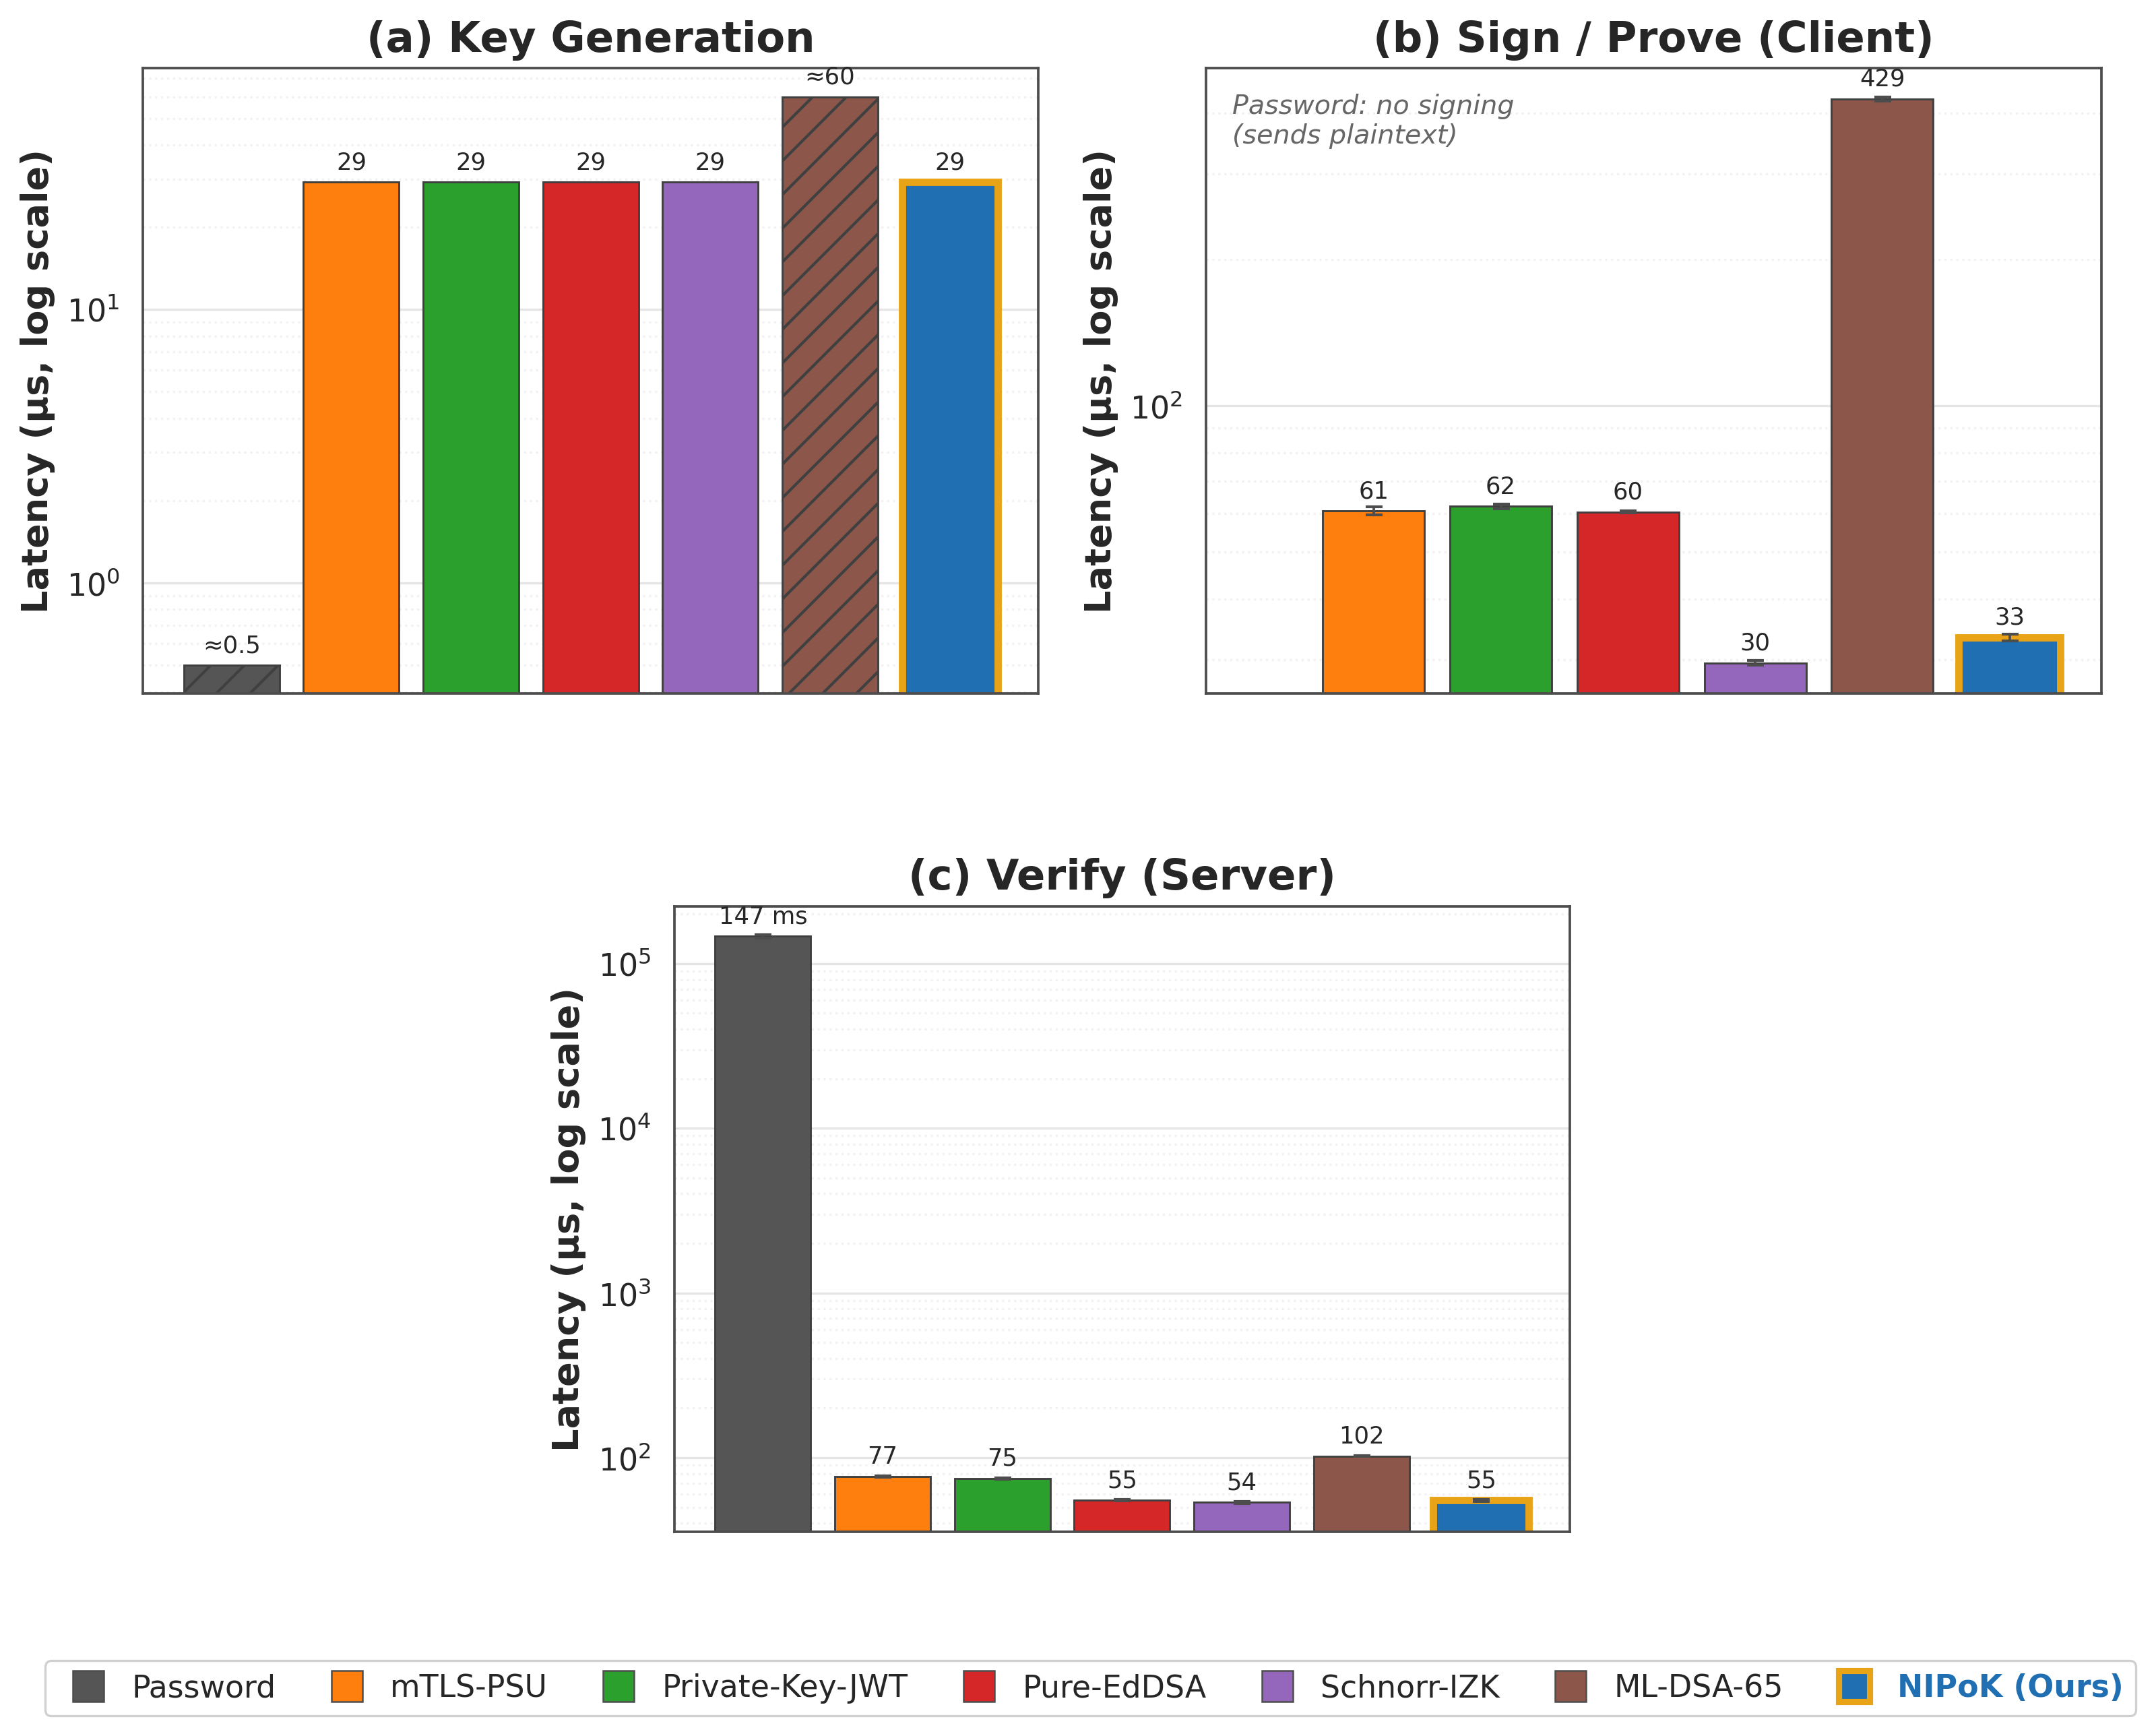 (a) Key Generation
Latency (μs, log scale)
10¹
10⁰
≈0.5
29
29
29
29
≈60
29
(b) Sign / Prove (Client)
Latency (μs, log scale)
10²
Password: no signing
(sends plaintext)
61
62
60
30
429
33
(c) Verify (Server)
Latency (μs, log scale)
10⁵
10⁴
10³
10²
147 ms
77
75
55
54
102
55
Password mTLS-PSU Private-Key-JWT Pure-EdDSA Schnorr-IZK ML-DSA-65 NIPoK (Ours)